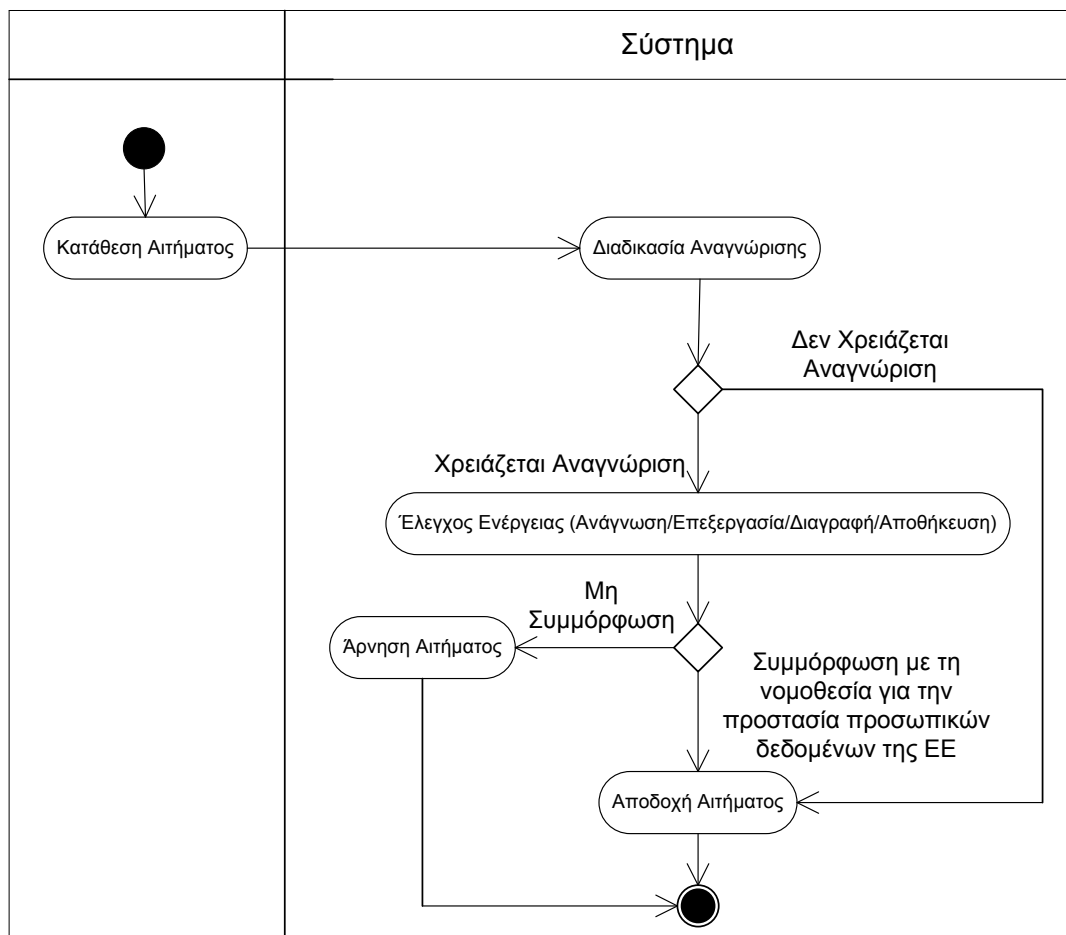 Σύστημα
Κατάθεση Αιτήματος
Διαδικασία Αναγνώρισης
Δεν Χρειάζεται
Αναγνώριση
Χρειάζεται Αναγνώριση
Έλεγχος Ενέργειας (Ανάγνωση/Επεξεργασία/Διαγραφή/Αποθήκευση)
Μη
Συμμόρφωση
Άρνηση Αιτήματος
Συμμόρφωση με τη
νομοθεσία για την
προστασία προσωπικών
δεδομένων της ΕΕ
Αποδοχή Αιτήματος